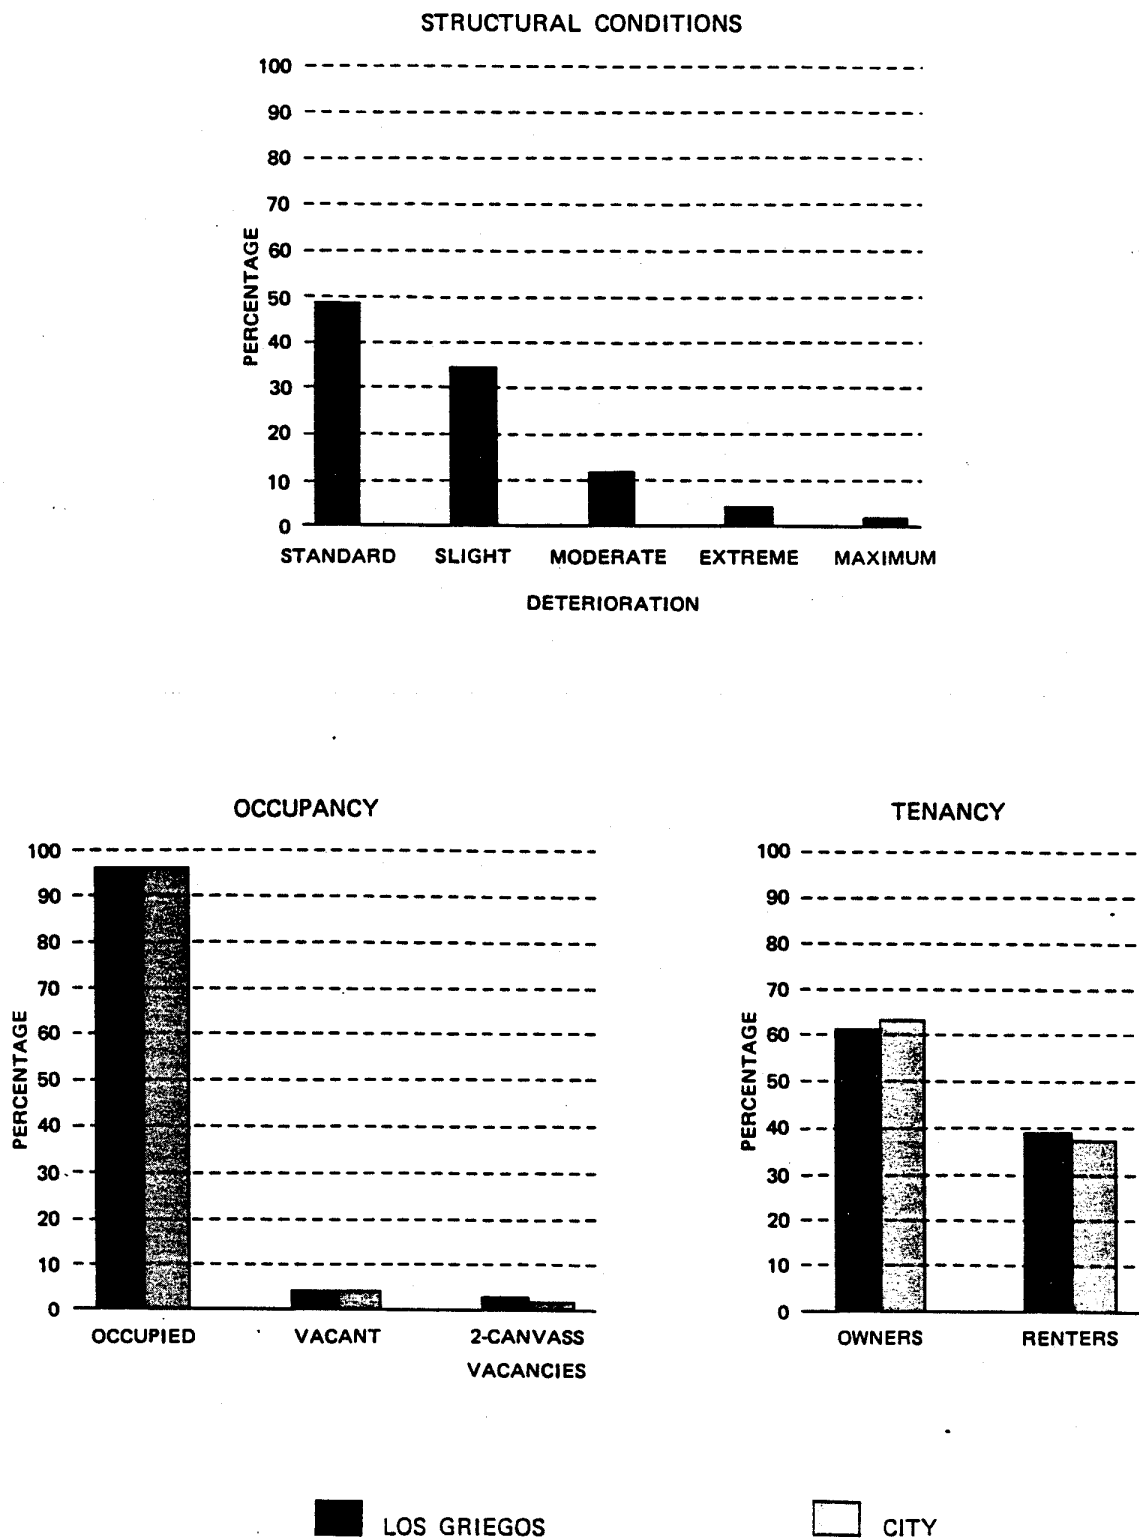 STRUCTURAL CONDITIONS
100
90
80
70
60
50
40
30
20
10
0
PERCENTAGE
STANDARD SLIGHT MODERATE EXTREME MAXIMUM
DETERIORATION
OCCUPANCY
100
90
80
70
60
50
40
30
20
10
0
PERCENTAGE
OCCUPIED VACANT 2-CANVASS
VACANCIES
TENANCY
100
90
80
70
60
50
40
30
20
10
0
PERCENTAGE
OWNERS RENTERS
LOS GRIEGOS CITY